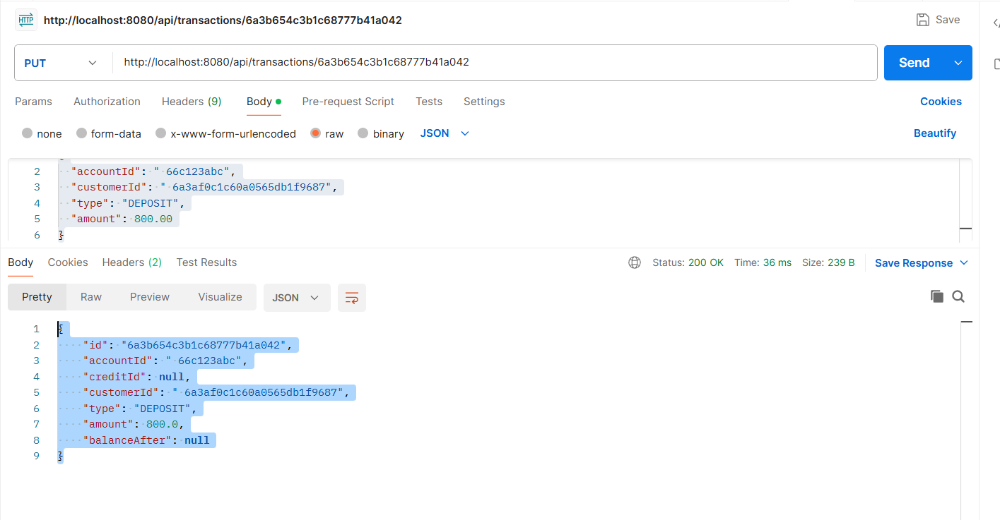 HTTP http://localhost:8080/api/transactions/6a3b654c3b1c68777b41a042 Save
PUT http://localhost:8080/api/transactions/6a3b654c3b1c68777b41a042 Send
Params Authorization Headers (9) Body Pre-request Script Tests Settings Cookies
none form-data x-www-form-urlencoded raw binary JSON Beautify
2 "accountId": " 66c123abc",
3 "customerId": " 6a3af0c1c60a0565db1f9687",
4 "type": "DEPOSIT",
5 "amount": 800.00
6 }
Body Cookies Headers (2) Test Results Status: 200 OK Time: 36 ms Size: 239 B Save Response
Pretty Raw Preview Visualize JSON
1 {
2 "id": "6a3b654c3b1c68777b41a042",
3 "accountId": " 66c123abc",
4 "creditId": null,
5 "customerId": " 6a3af0c1c60a0565db1f9687",
6 "type": "DEPOSIT",
7 "amount": 800.0,
8 "balanceAfter": null
9 }